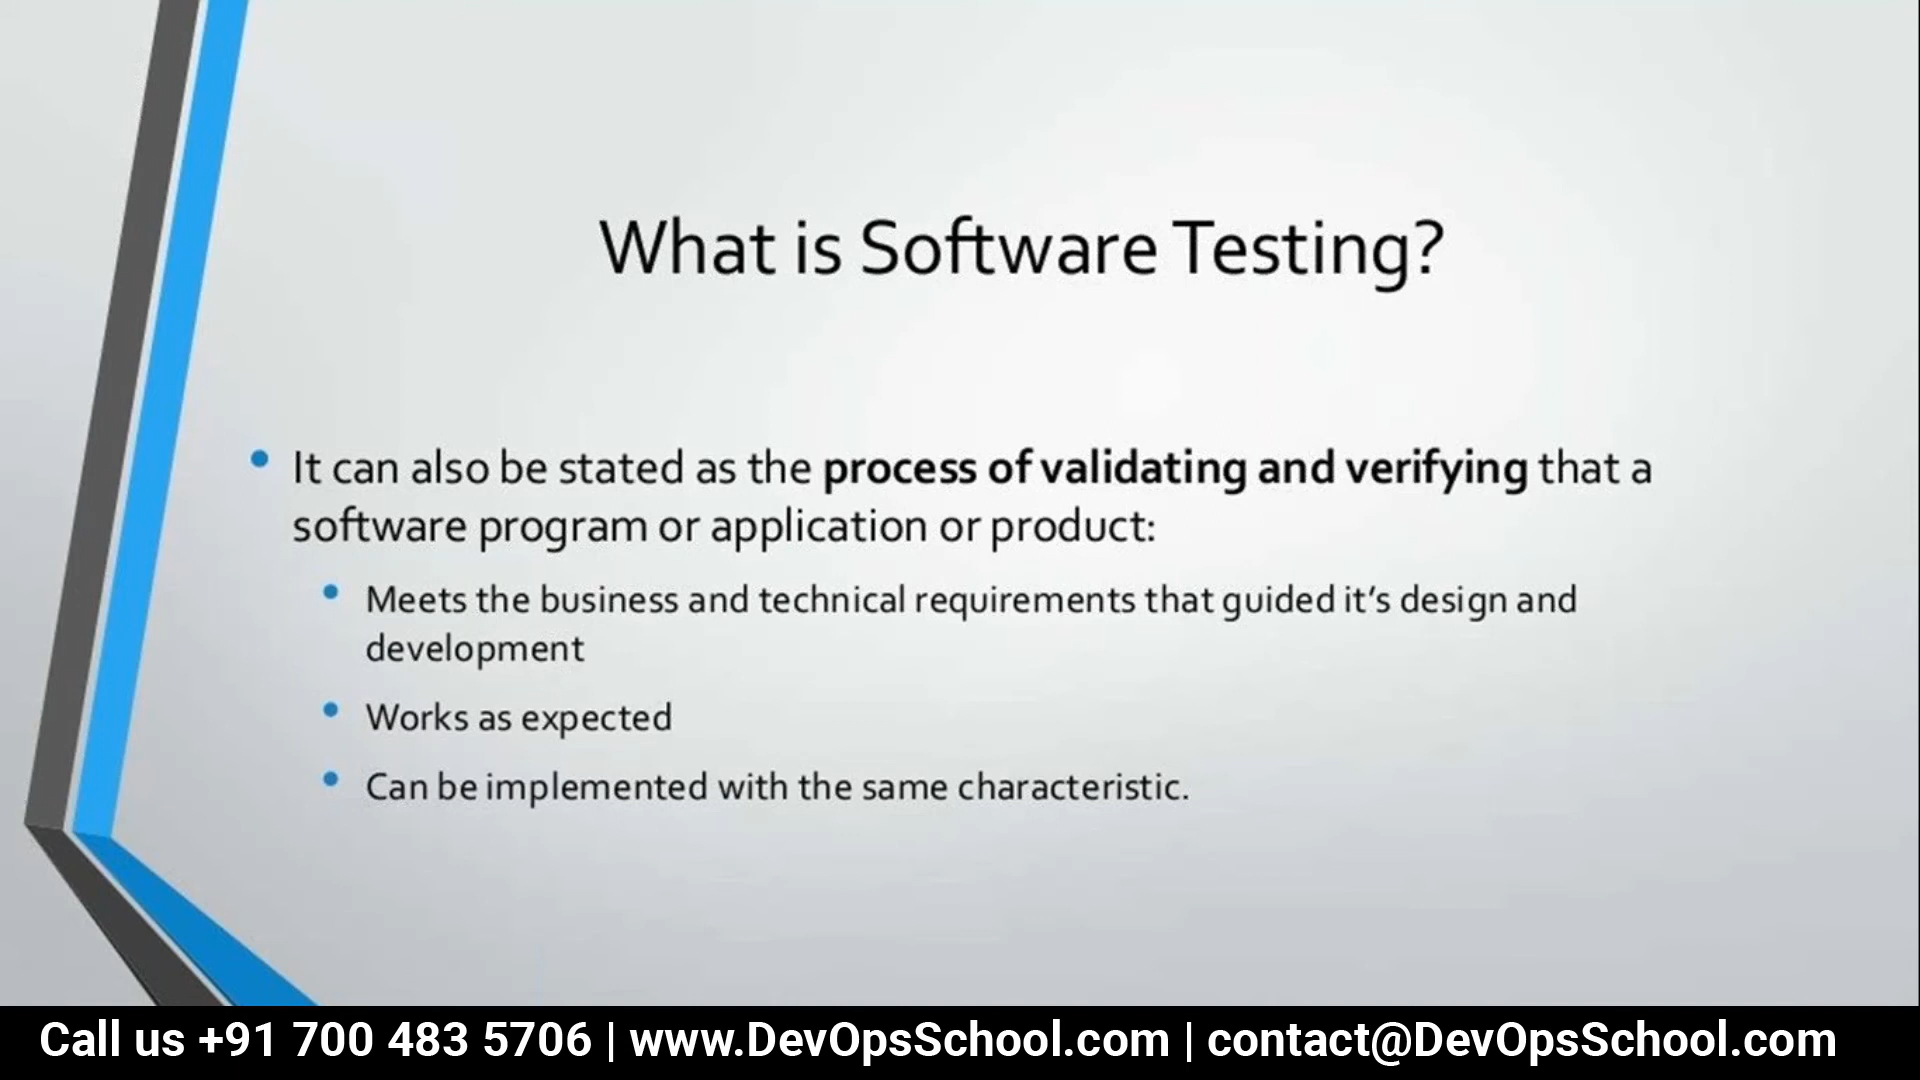 What is Software Testing?
• It can also be stated as the process of validating and verifying that a
software program or application or product:
• Meets the business and technical requirements that guided it’s design and
development
• Works as expected
• Can be implemented with the same characteristic.
Call us +91 700 483 5706 | www.DevOpsSchool.com | contact@DevOpsSchool.com